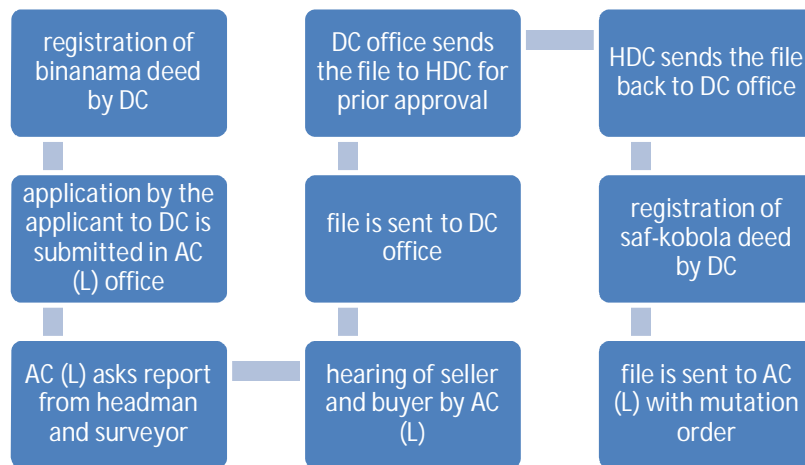 registration of
binanama deed
by DC
application by the
applicant to DC is
submitted in AC
(L) office
AC (L) asks report
from headman
and surveyor
hearing of seller
and buyer by AC
(L)
file is sent to DC
office
DC office sends
the file to HDC for
prior approval
HDC sends the file
back to DC office
registration of
saf-kobola deed
by DC
file is sent to AC
(L) with mutation
order